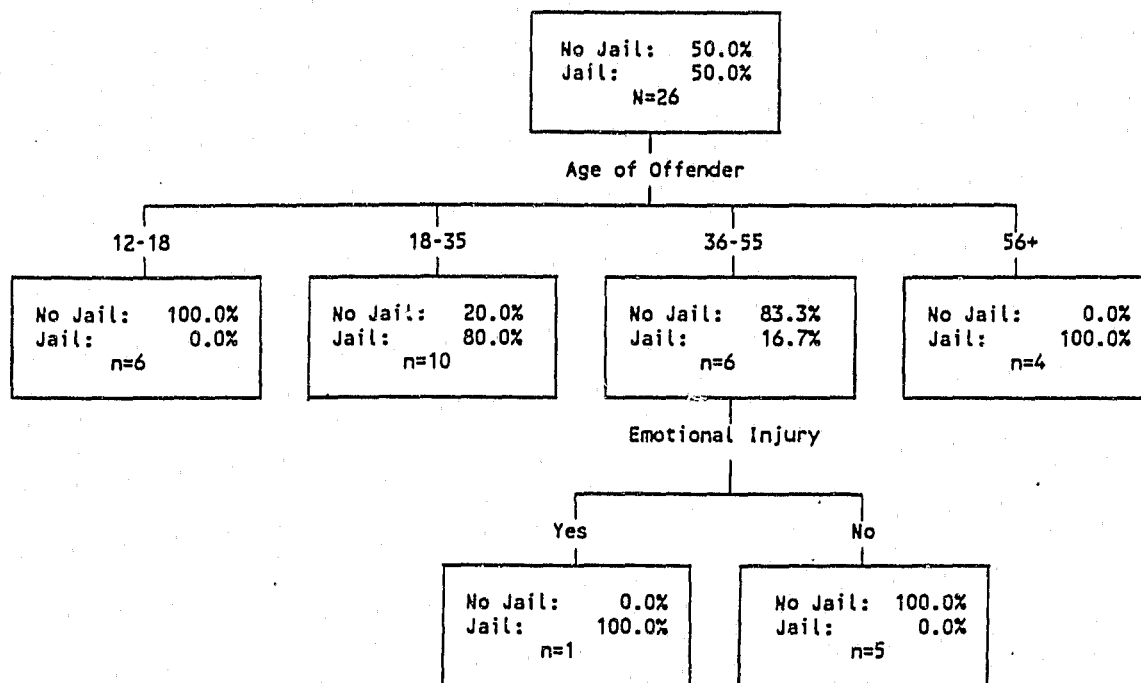 No Jail: 50.0%
Jail: 50.0%
N=26
Age of Offender
12-18 18-35 36-55 56+
No Jail: 100.0%
Jail: 0.0%
n=6
No Jail: 20.0%
Jail: 80.0%
n=10
No Jail: 83.3%
Jail: 16.7%
n=6
No Jail: 0.0%
Jail: 100.0%
n=4
Emotional Injury
Yes No
No Jail: 0.0%
Jail: 100.0%
n=1
No Jail: 100.0%
Jail: 0.0%
n=5